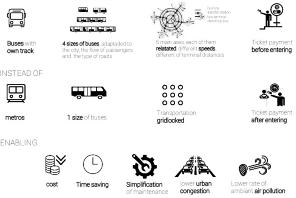 Buses with
own track
4 sizes of buses, adaptaded to
the city, the flow of passengers
and the type of roads
5 main axes, each of them
relstated, different speeds,
different of terminal distances
Ticket payment
before entering
INSTEAD OF
metros
1 size of buses
Transportation
gridlocked
Ticket payment
after entering
ENABLING
cost
Time saving
Simplification
of maintenance
lower urban
congestion
Lower rate of
ambient air pollution